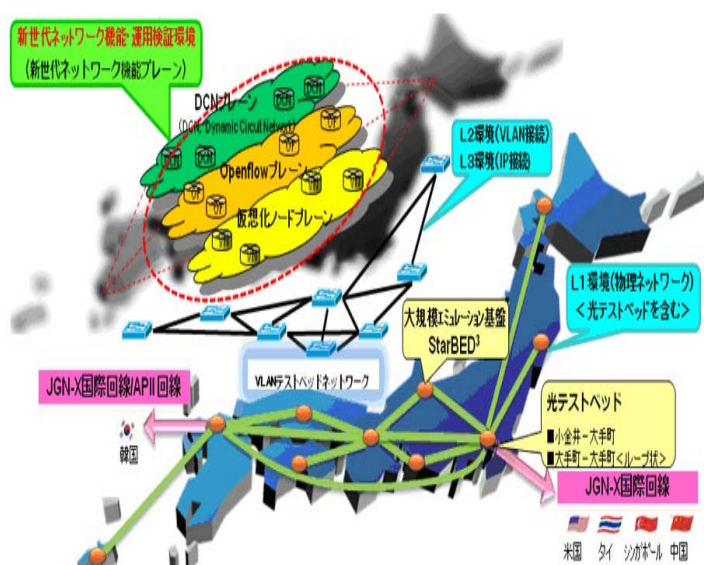 新世代ネットワーク機能・運用検証環境
(新世代ネットワーク機能プレーン)
DCNプレーン
(DCN: Dynamic Circuit Network)
DCN
DCN
DCN
DCN
Openflowプレーン
OF
OF
OF
OF
仮想化ノードプレーン
VN
VN
L2環境(VLAN接続)
L3環境(IP接続)
L1環境(物理ネットワーク)
<光テストベッドを含む>
大規模エミュレーション基盤
StarBED³
VLANテストベッドネットワーク
JGN-X国際回線/APII回線
韓国
光テストベッド
■小金井-大手町
■大手町-大手町<ループ状>
JGN-X国際回線
米国
タイ
シンガポール
中国